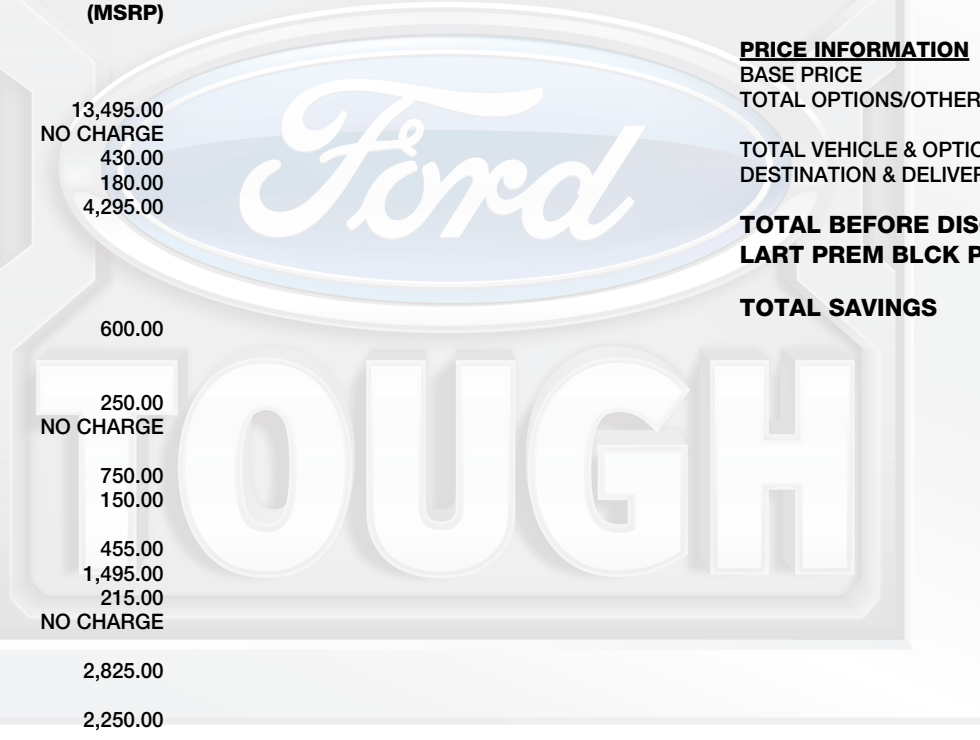 (MSRP)
13,495.00
NO CHARGE
430.00
180.00
4,295.00
600.00
250.00
NO CHARGE
750.00
150.00
455.00
1,495.00
215.00
NO CHARGE
2,825.00
2,250.00
PRICE INFORMATION
BASE PRICE
TOTAL OPTIONS/OTHER
TOTAL VEHICLE & OPTIO
DESTINATION & DELIVER
TOTAL BEFORE DIS
LART PREM BLCK P
TOTAL SAVINGS
Ford
TOUGH